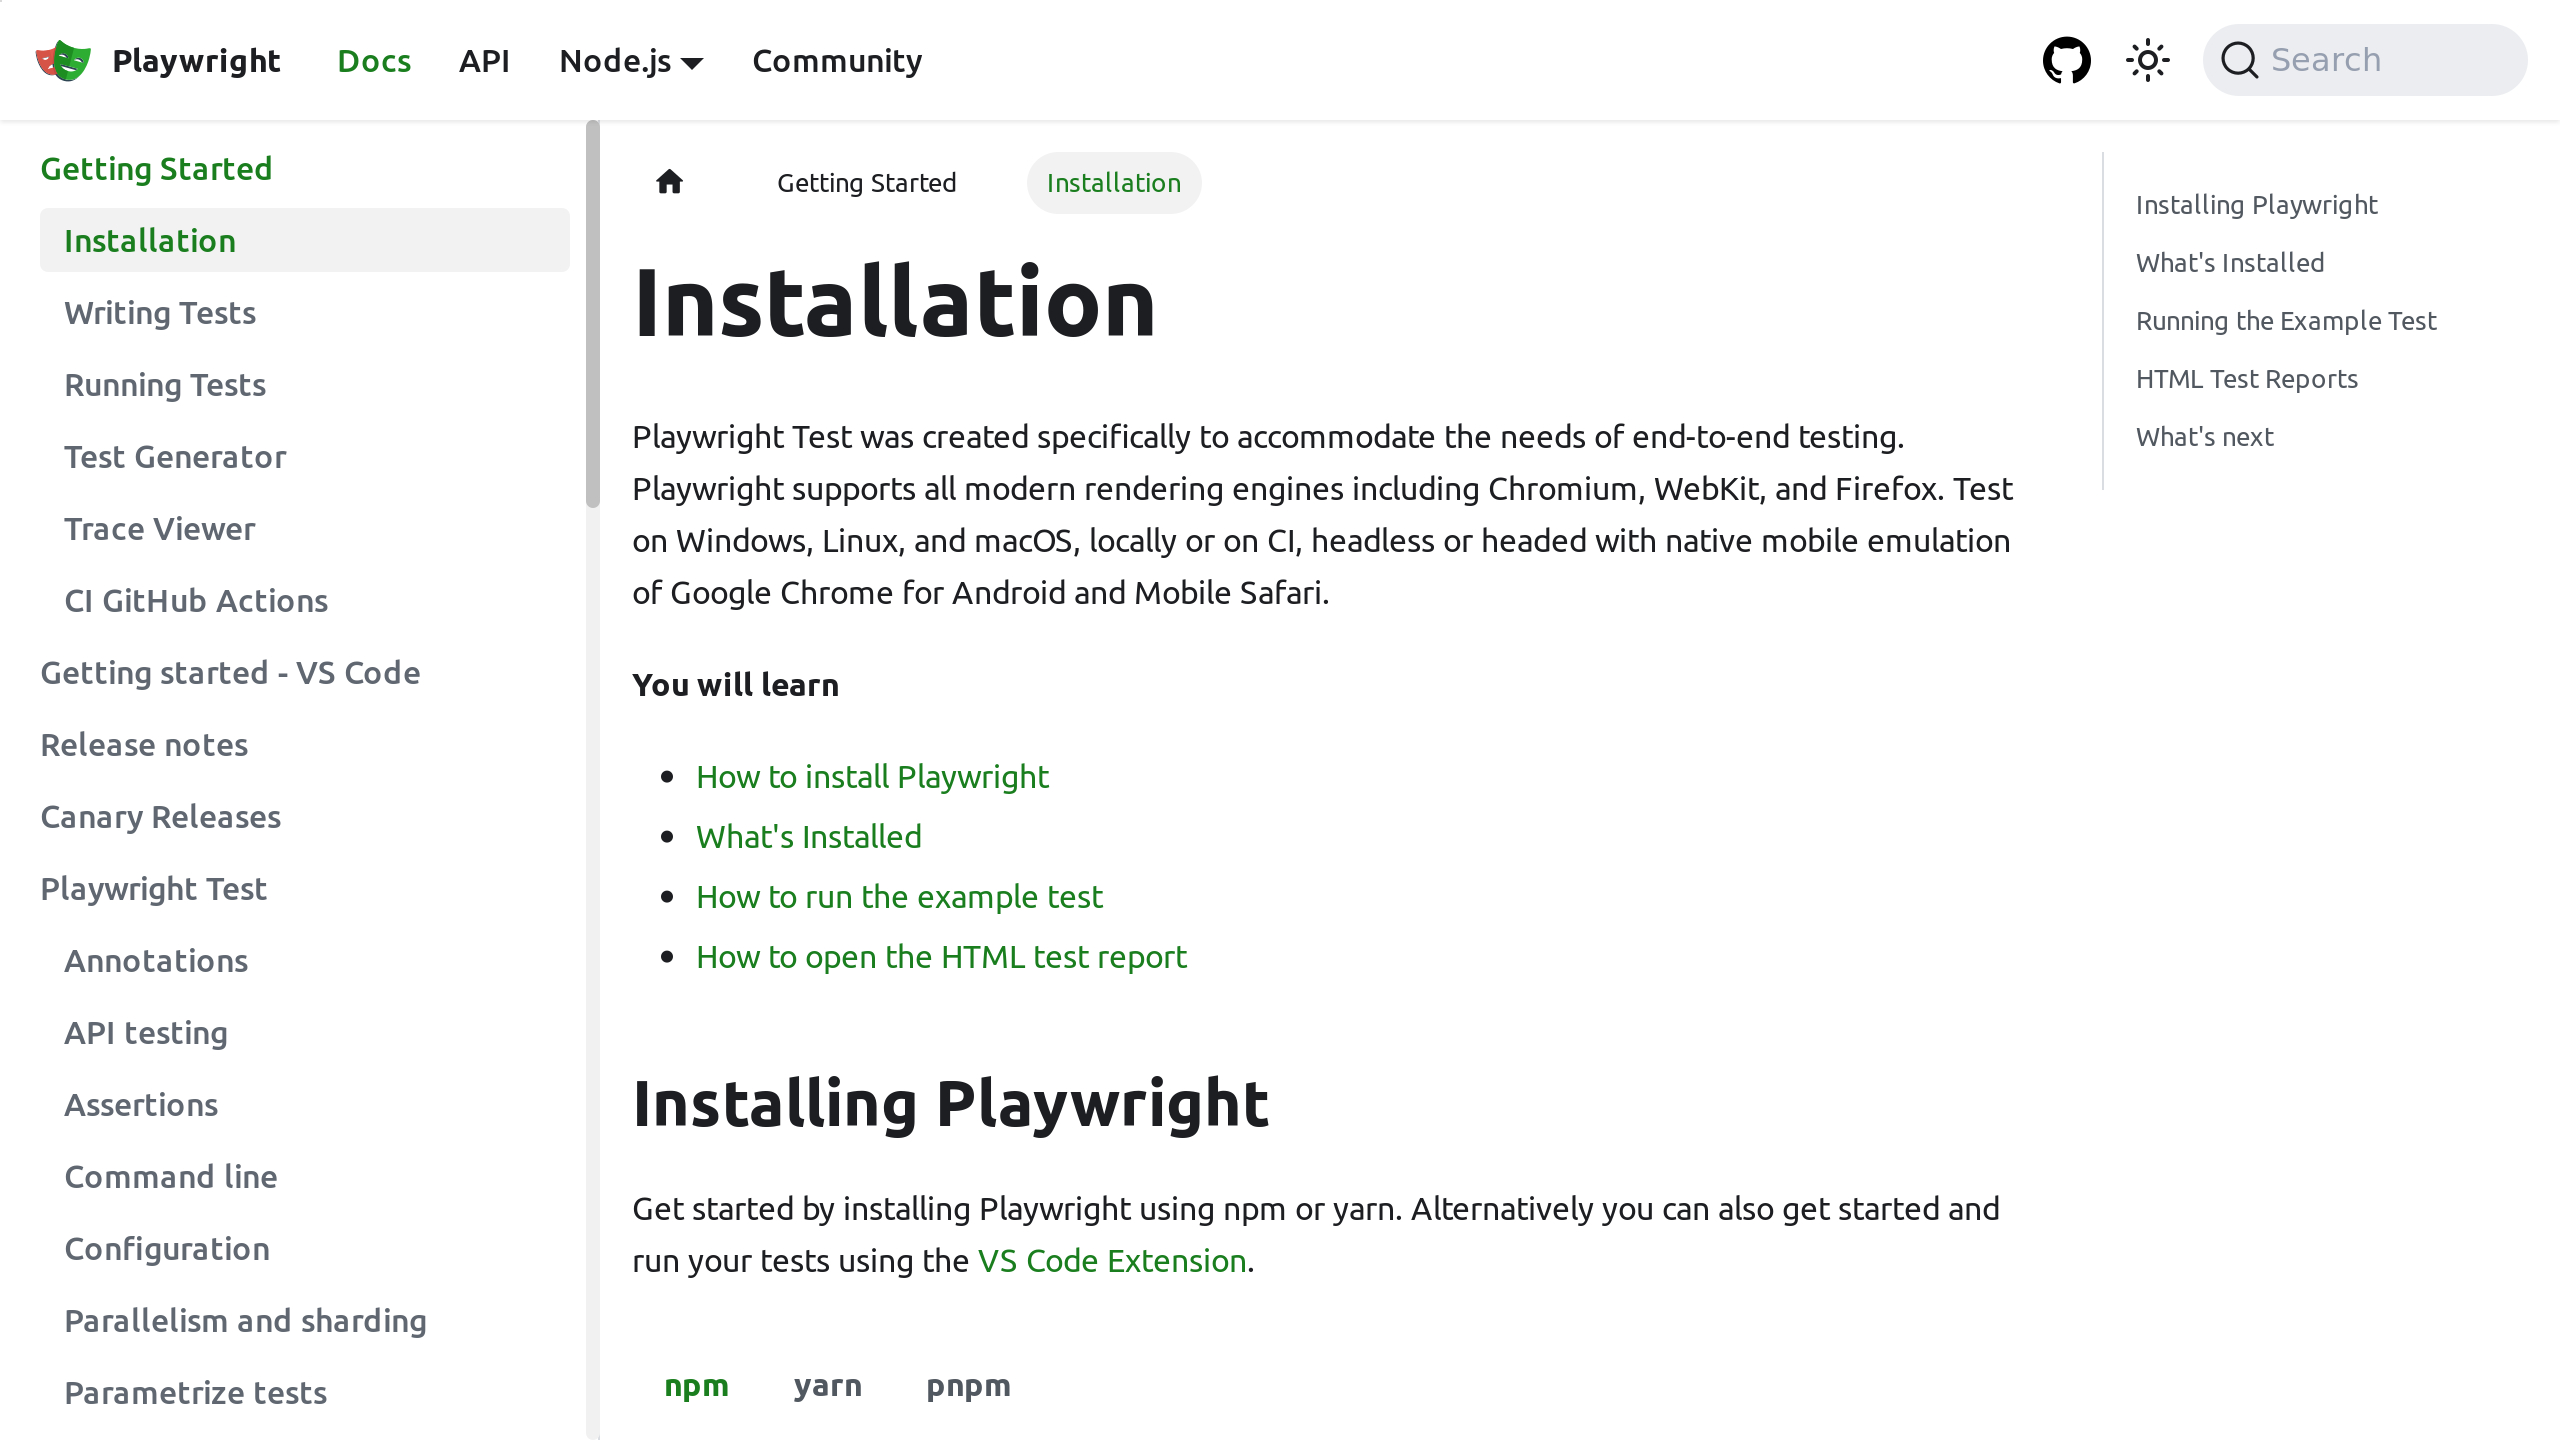 Playwright
Docs
API
Node.js
Community
Search
Getting Started
Installation
Writing Tests
Running Tests
Test Generator
Trace Viewer
CI GitHub Actions
Getting started - VS Code
Release notes
Canary Releases
Playwright Test
Annotations
API testing
Assertions
Command line
Configuration
Parallelism and sharding
Parametrize tests
Getting Started
Installation
Installation
Playwright Test was created specifically to accommodate the needs of end-to-end testing.
Playwright supports all modern rendering engines including Chromium, WebKit, and Firefox. Test
on Windows, Linux, and macOS, locally or on CI, headless or headed with native mobile emulation
of Google Chrome for Android and Mobile Safari.
You will learn
How to install Playwright
What's Installed
How to run the example test
How to open the HTML test report
Installing Playwright
Get started by installing Playwright using npm or yarn. Alternatively you can also get started and
run your tests using the VS Code Extension.
npm
yarn
pnpm
Installing Playwright
What's Installed
Running the Example Test
HTML Test Reports
What's next